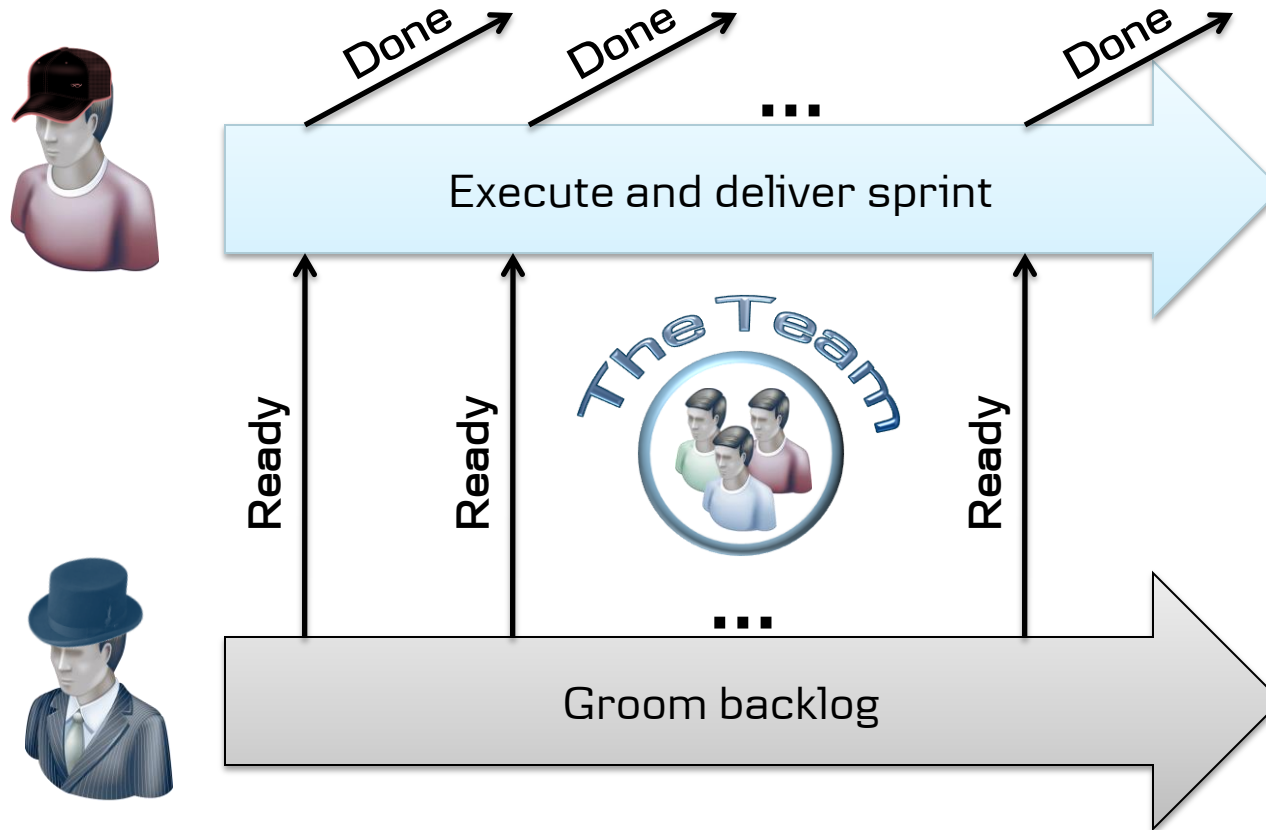 Done
Done
Done
...
Execute and deliver sprint
The Team
Ready
Ready
Ready
...
Groom backlog